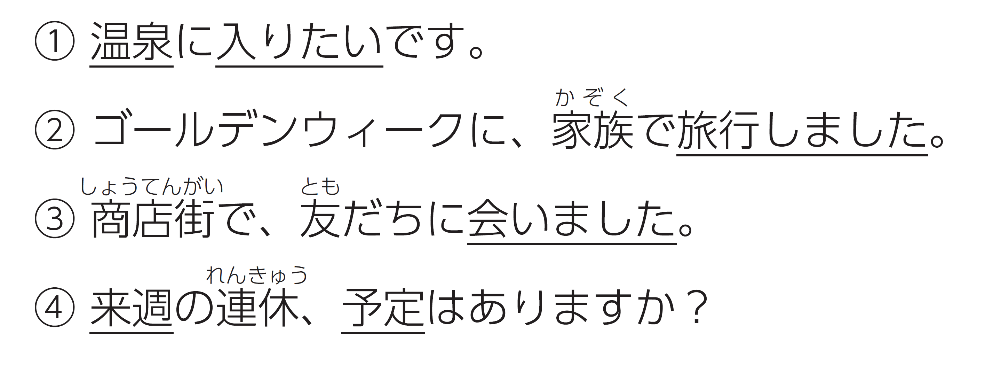 ① 温泉に入りたいです。
かぞく
② ゴールデンウィークに、家族で旅行しました。
しょうてんがい とも
③ 商店街で、友だちに会いました。
れんきゅう
④ 来週の連休、予定はありますか？